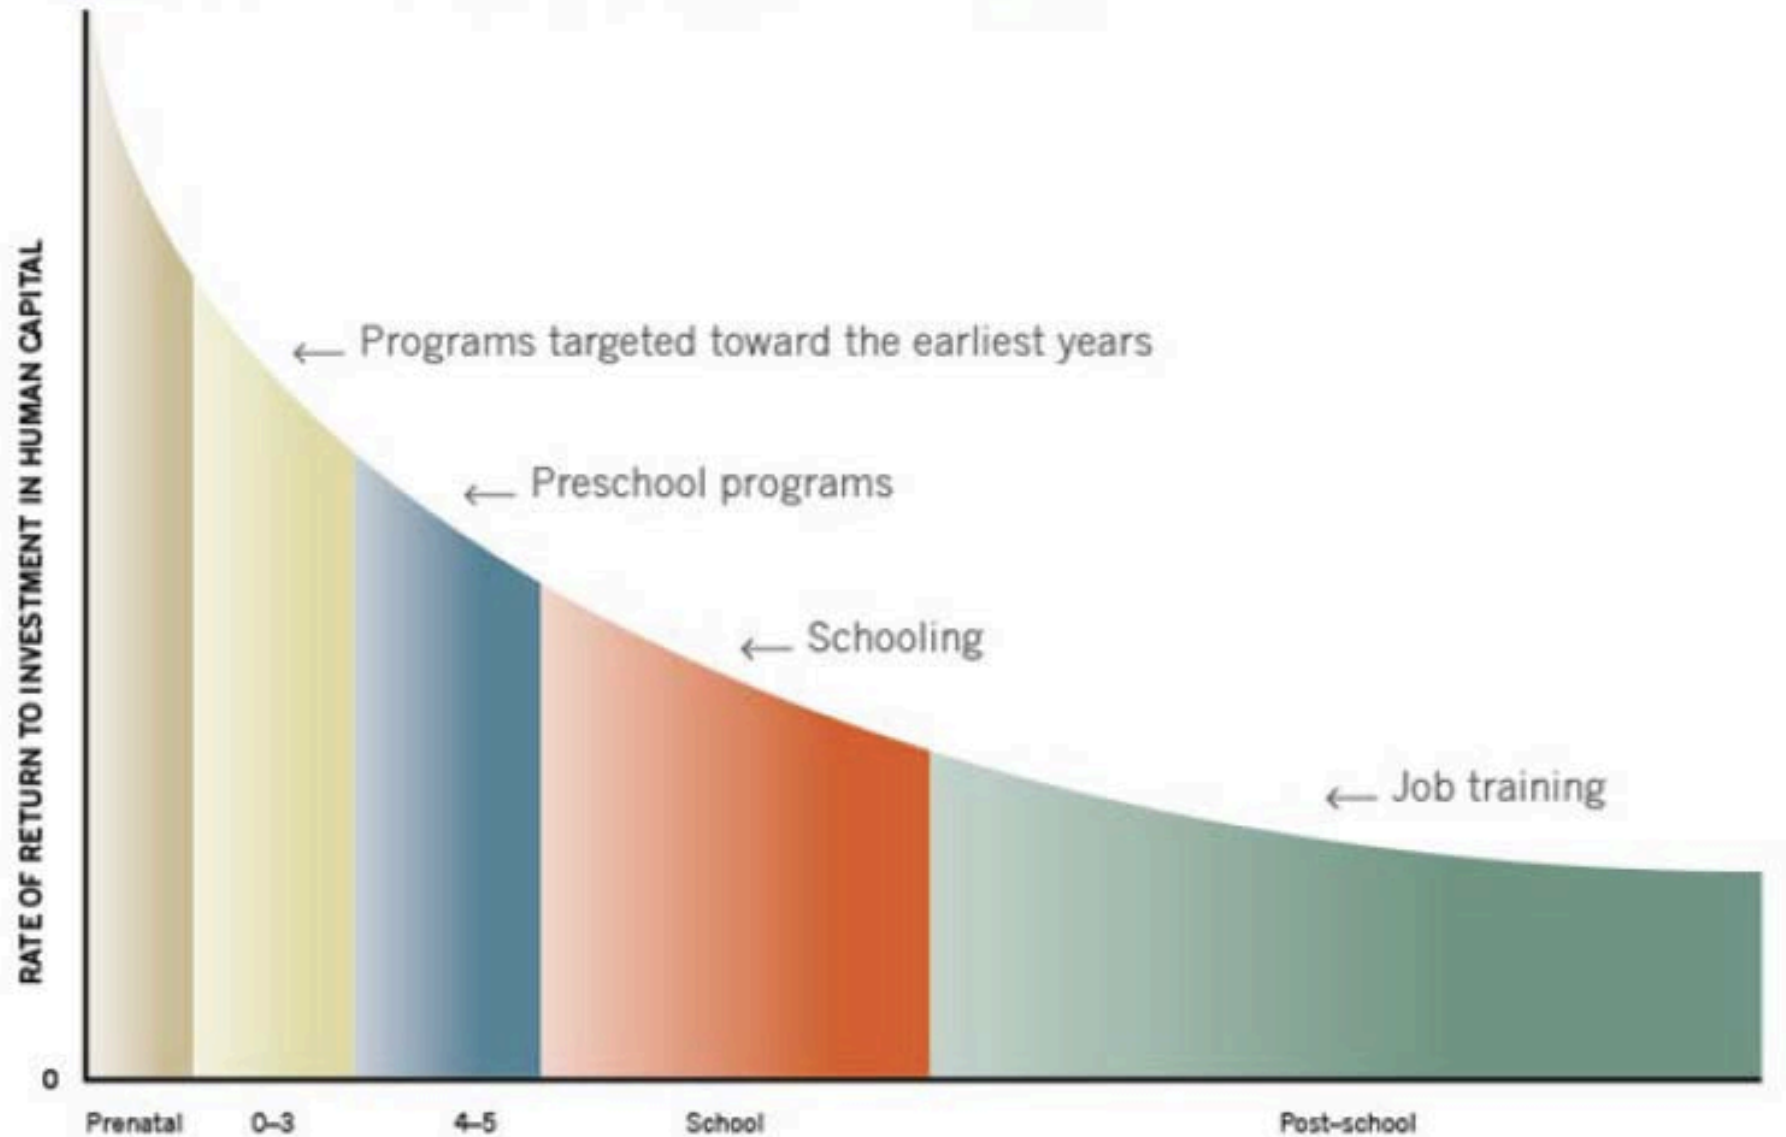 RATE OF RETURN TO INVESTMENT IN HUMAN CAPITAL
← Programs targeted toward the earliest years
← Preschool programs
← Schooling
← Job training
0
Prenatal 0–3 4–5 School Post-school